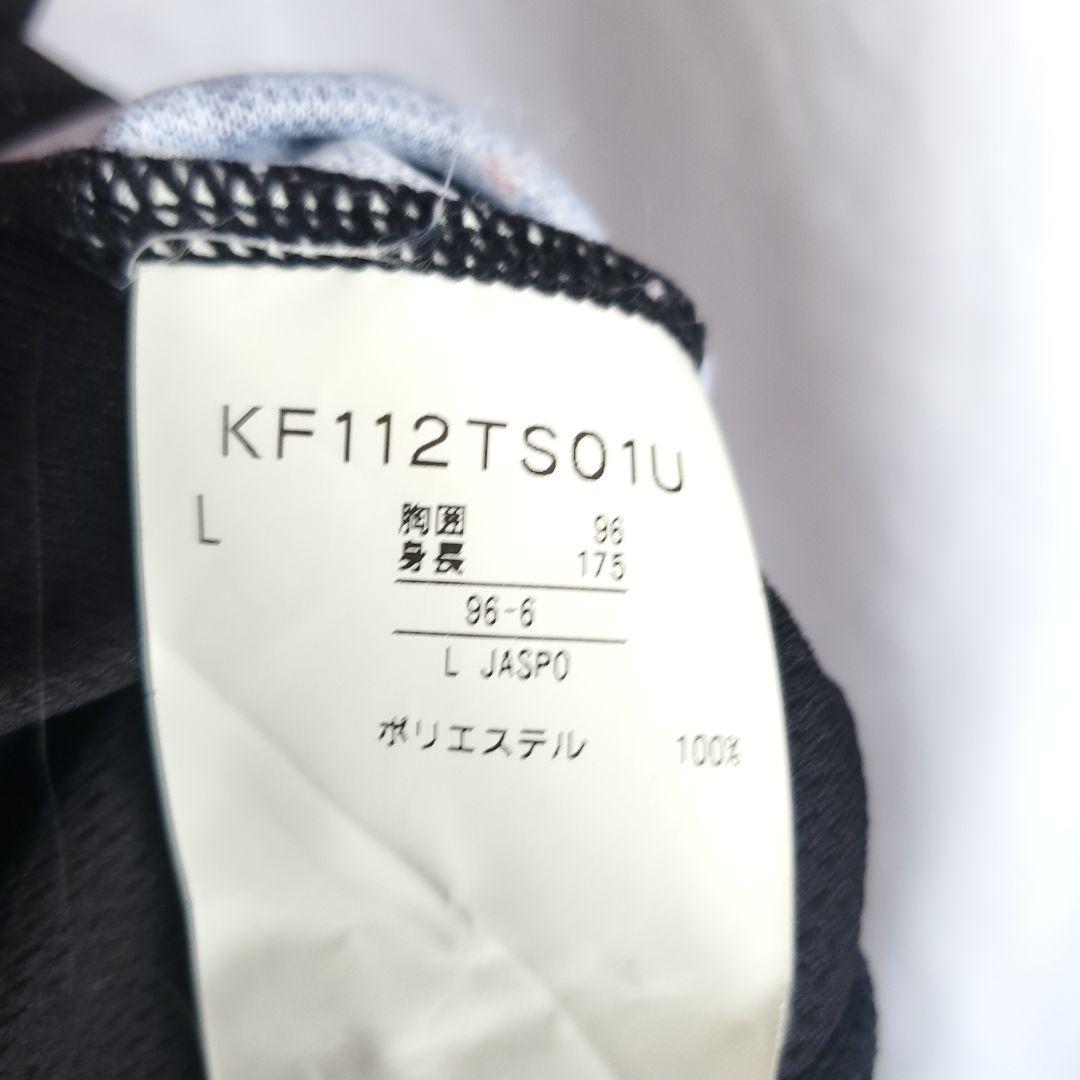 KF112TS01U
L 胸囲 96
身長 175
96-6
L JASPO
ポリエステル 100%